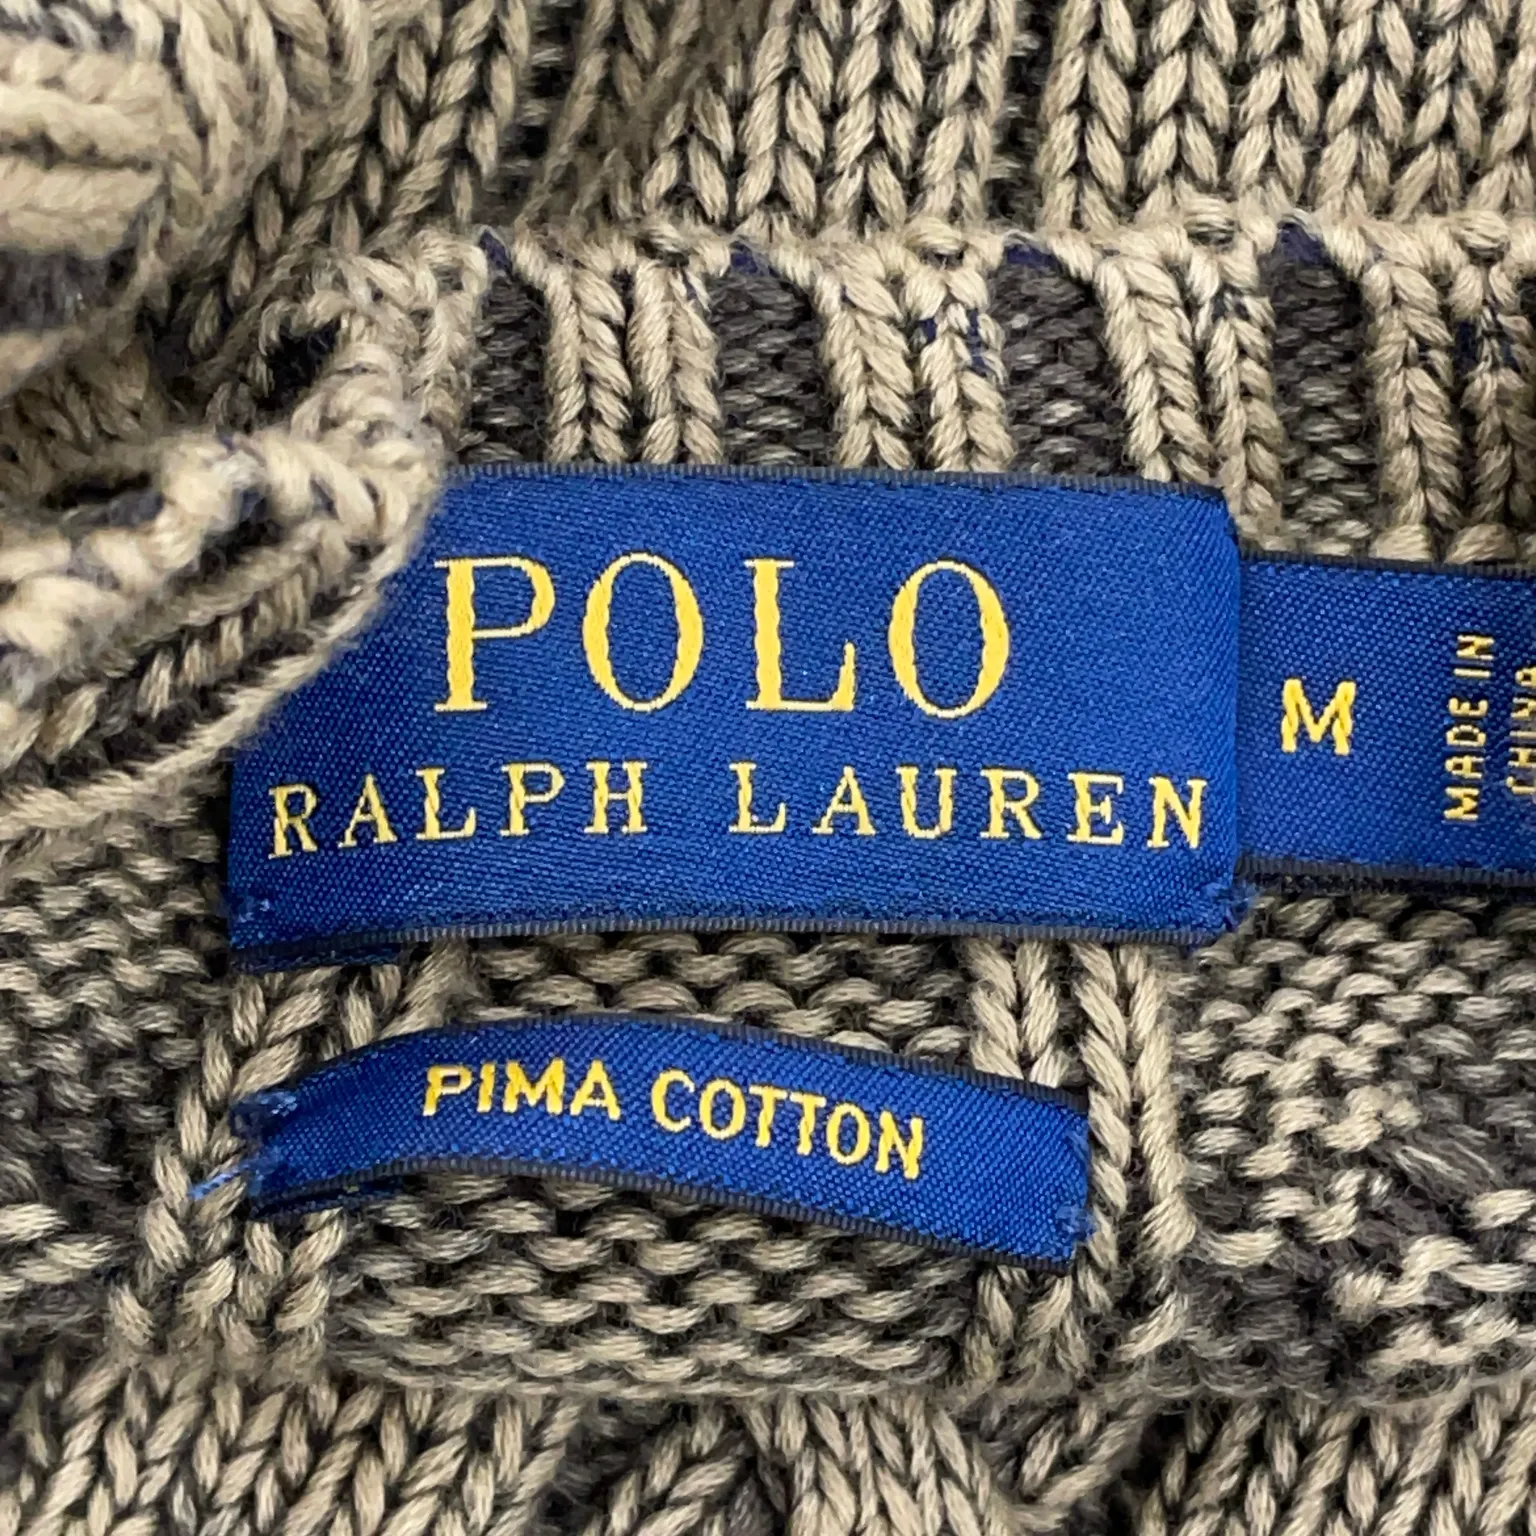 POLO
RALPH LAUREN
M
MADE IN
CHINA
PIMA COTTON